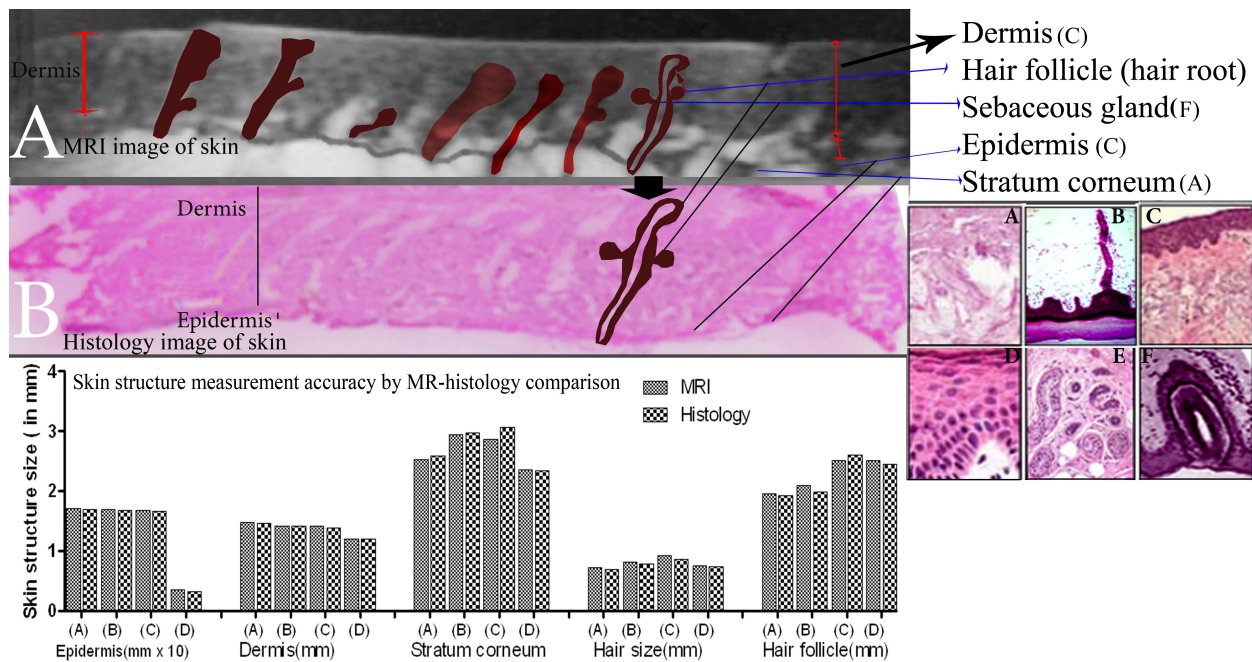 Dermis
A
MRI image of skin
Dermis (C)
Hair follicle (hair root)
Sebaceous gland(F)
Epidermis (C)
Stratum corneum(A)
Dermis
B
Epidermis
Histology image of skin
A B C
D E F
Skin structure measurement accuracy by MR-histology comparison
MRI
Histology
Skin structure size ( in mm)
4
3
2
1
0
(A) (B) (C) (D) (A) (B) (C) (D) (A) (B) (C) (D) (A) (B) (C) (D) (A) (B) (C) (D)
Epidermis(mm x 10) Dermis(mm) Stratum corneum Hair size(mm) Hair follicle(mm)